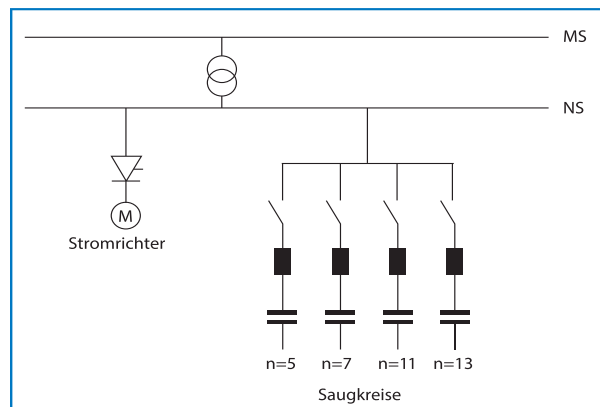 MS
NS
M
Stromrichter
n=5 n=7 n=11 n=13
Saugkreise